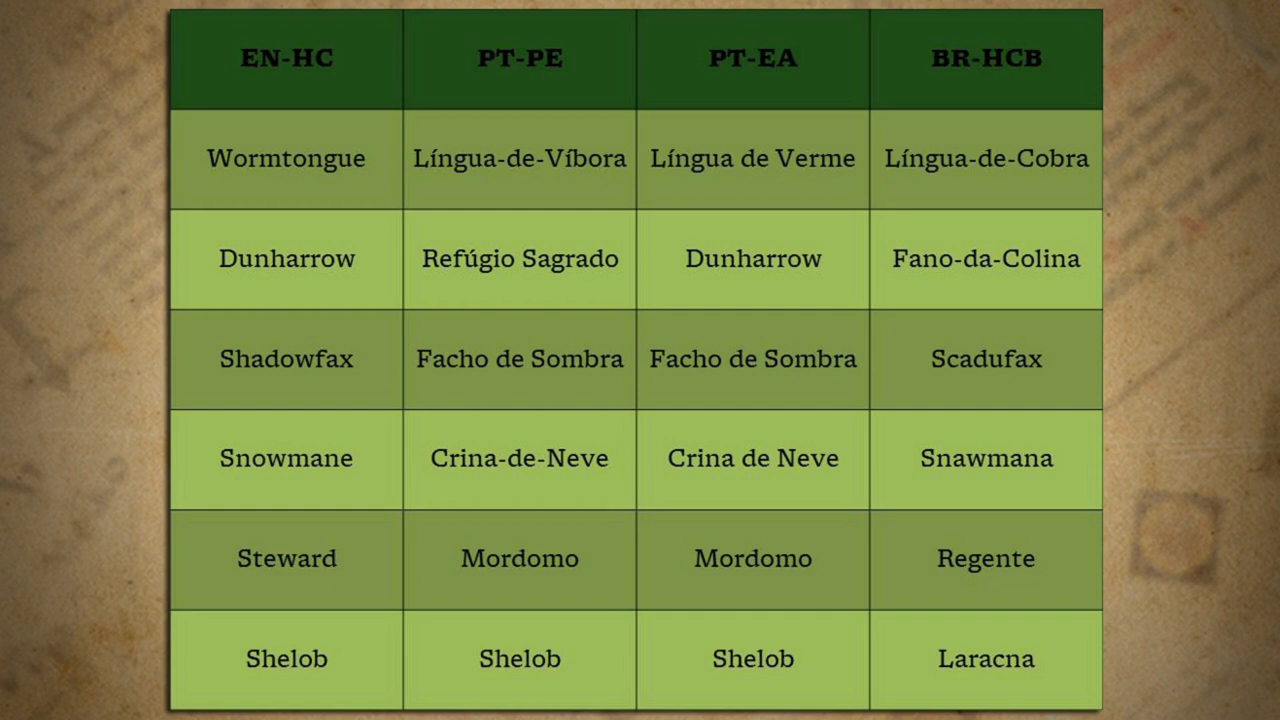 EN-HC PT-PE PT-EA BR-HCB
Wormtongue Língua-de-Víbora Língua de Verme Língua-de-Cobra
Dunharrow Refúgio Sagrado Dunharrow Fano-da-Colina
Shadowfax Facho de Sombra Facho de Sombra Scadufax
Snowmane Crina-de-Neve Crina de Neve Snawmana
Steward Mordomo Mordomo Regente
Shelob Shelob Shelob Laracna